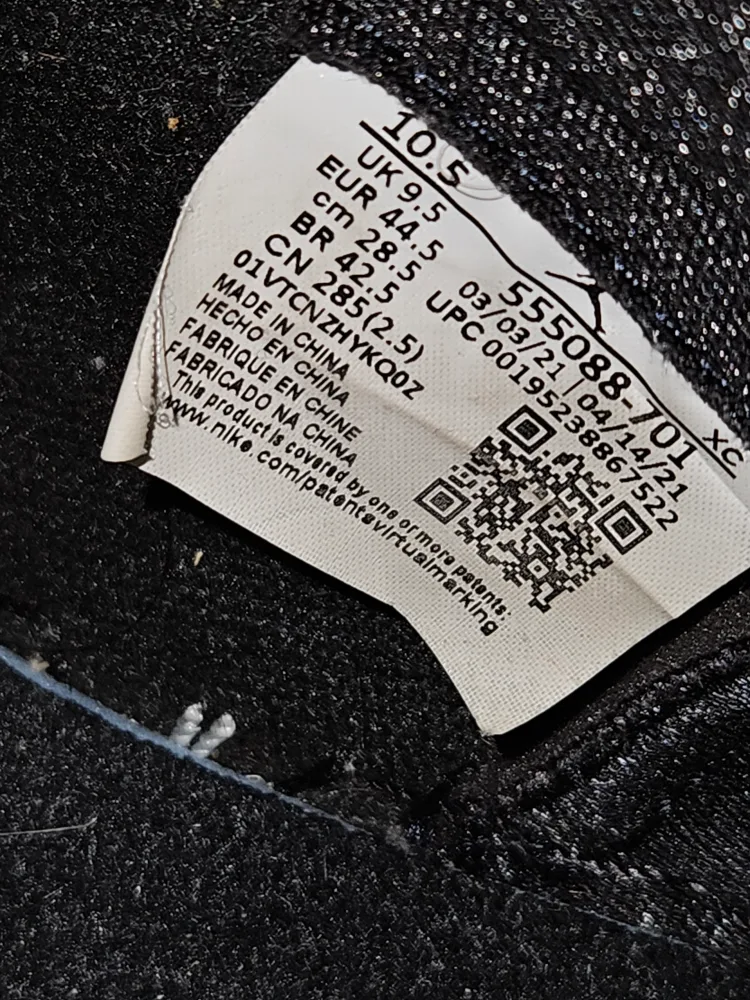 10.5
UK 9.5
EUR 44.5
cm 28.5
BR 42.5
CN 285(2.5)
01VTCNZHYKQ0Z
MADE IN CHINA
HECHO EN CHINA
FABRIQUE EN CHINE
FABRICADO NA CHINA
This product is covered by one or more patents:
www.nike.com/patentsvirtualmarking
XC
555088-701
03/03/21 | 04/14/21
UPC 00195238867522